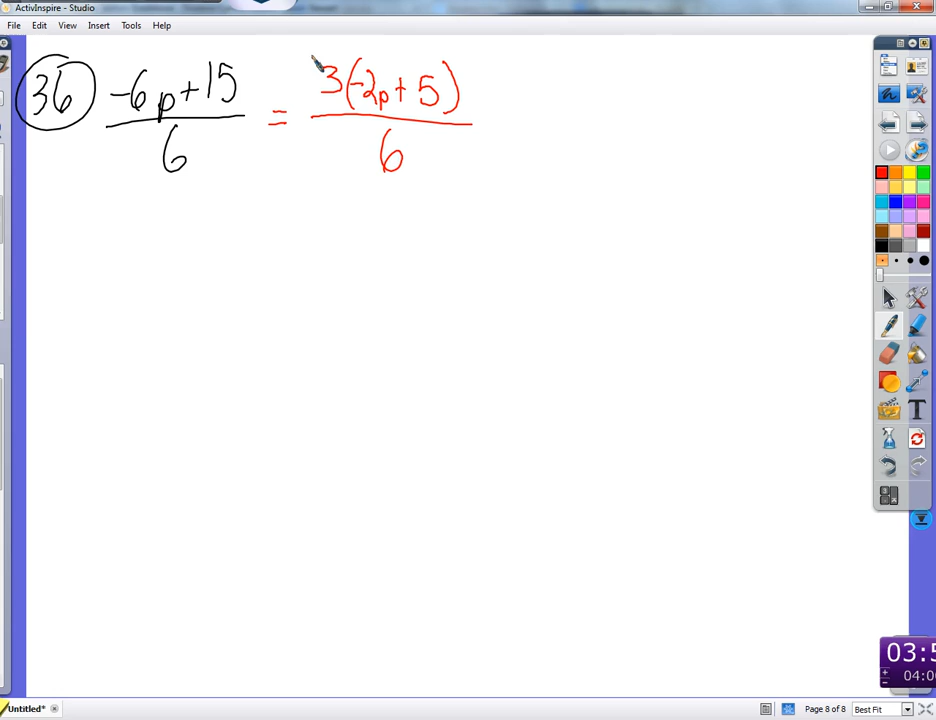 ActivInspire - Studio
File Edit View Insert Tools Help
36 -6p+15 = 3(-2p+5)
6 6
T
03:5
04:0
Untitled*
Page 8 of 8 Best Fit